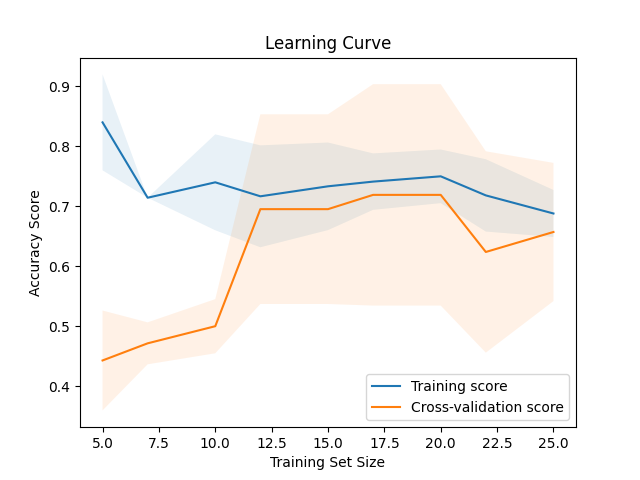 Learning Curve
Accuracy Score
0.9
0.8
0.7
0.6
0.5
0.4
Training score
Cross-validation score
5.0 7.5 10.0 12.5 15.0 17.5 20.0 22.5 25.0
Training Set Size